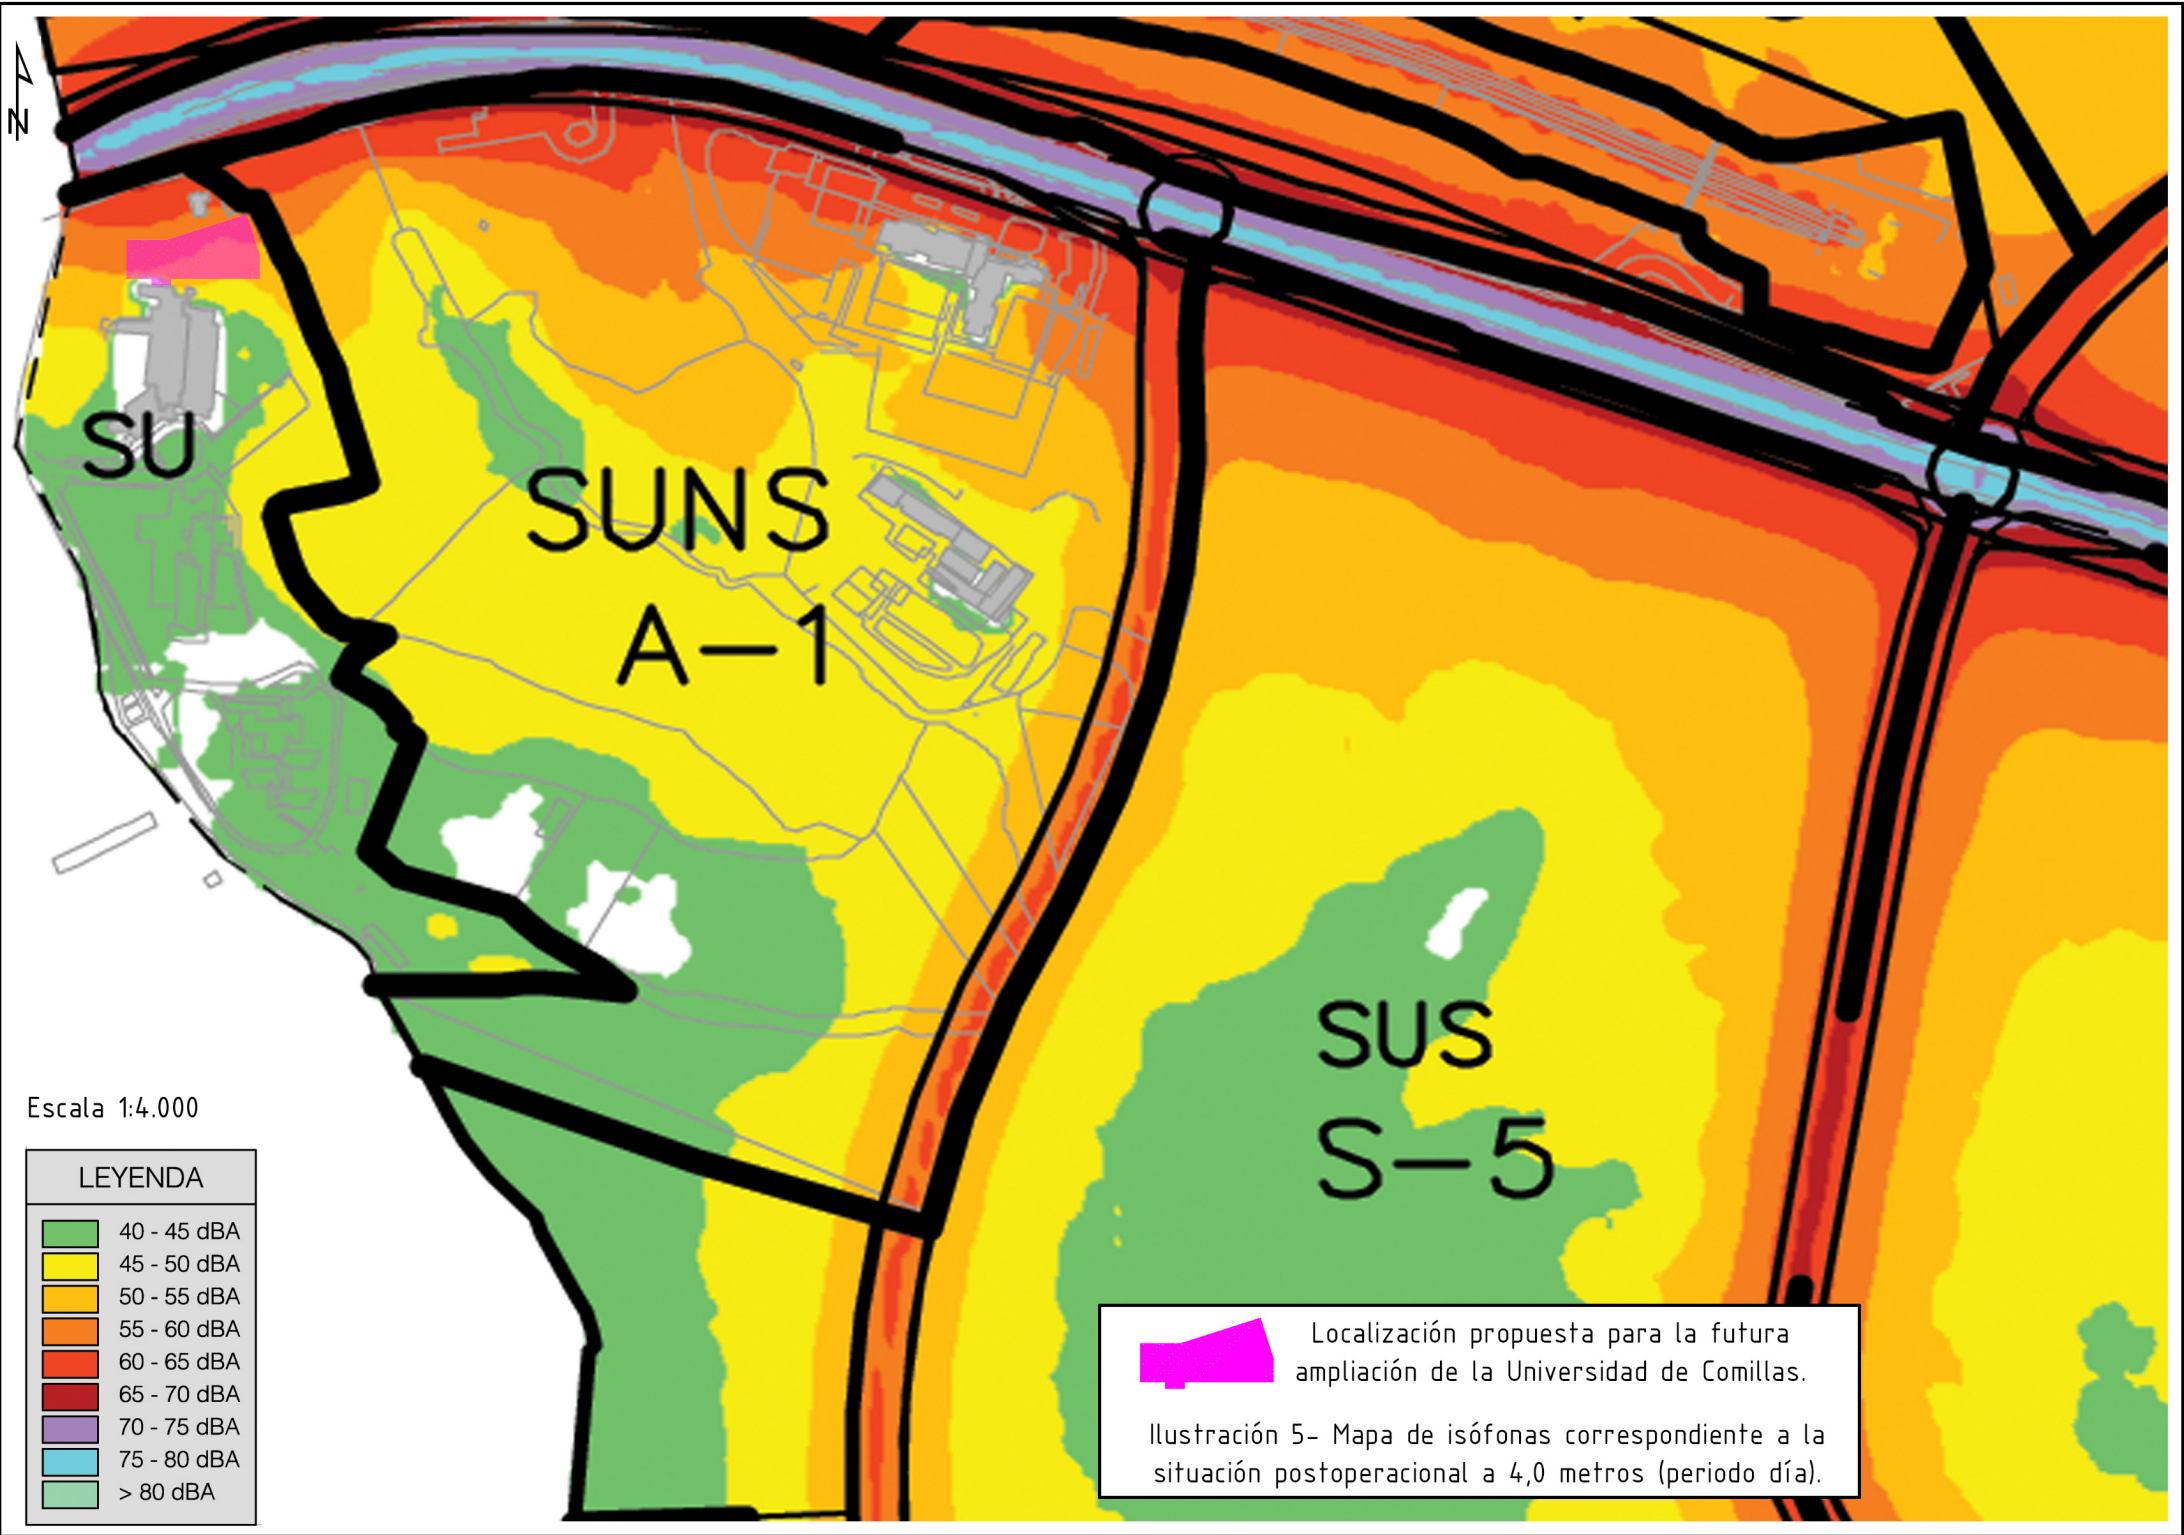 N
SU
SUNS
A-1
SUS
S-5
Escala 1:4.000
LEYENDA
40 - 45 dBA
45 - 50 dBA
50 - 55 dBA
55 - 60 dBA
60 - 65 dBA
65 - 70 dBA
70 - 75 dBA
75 - 80 dBA
> 80 dBA
Localización propuesta para la futura
ampliación de la Universidad de Comillas.
Ilustración 5- Mapa de isófonas correspondiente a la
situación postoperacional a 4,0 metros (periodo día).